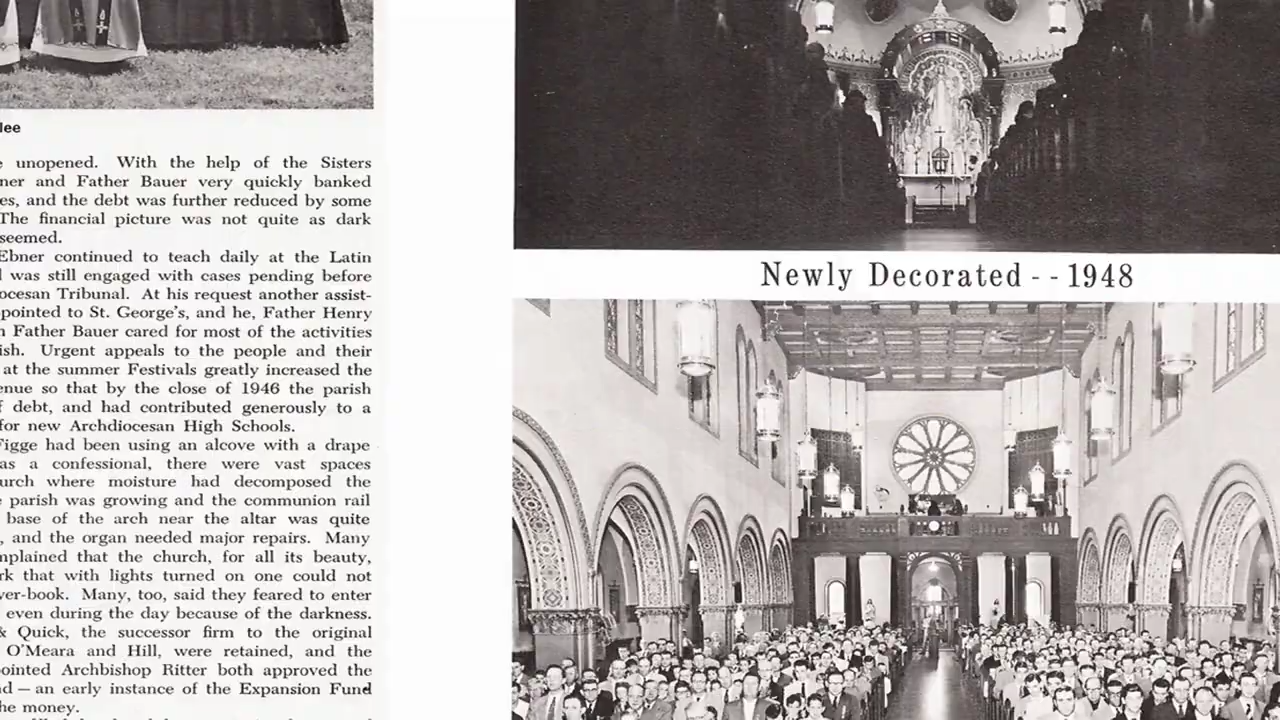 lee
unopened. With the help of the Sisters
ner and Father Bauer very quickly banked
es, and the debt was further reduced by some
The financial picture was not quite as dark
seemed.
Ebner continued to teach daily at the Latin
was still engaged with cases pending before
ocesan Tribunal. At his request another assist-
pointed to St. George's, and he, Father Henry
Father Bauer cared for most of the activities
ish. Urgent appeals to the people and their
at the summer Festivals greatly increased the
enue so that by the close of 1946 the parish
f debt, and had contributed generously to a
for new Archdiocesan High Schools.
Figge had been using an alcove with a drape
as a confessional, there were vast spaces
urch where moisture had decomposed the
parish was growing and the communion rail
base of the arch near the altar was quite
, and the organ needed major repairs. Many
mplained that the church, for all its beauty,
rk that with lights turned on one could not
yer-book. Many, too, said they feared to enter
even during the day because of the darkness.
& Quick, the successor firm to the original
O'Meara and Hill, were retained, and the
pointed Archbishop Ritter both approved the
nd — an early instance of the Expansion Fund
he money.
Newly Decorated - - 1948